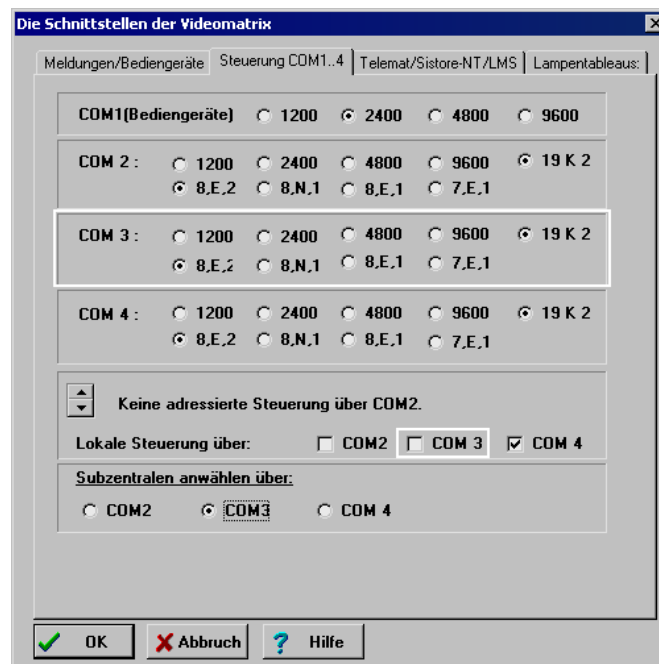 Die Schnittstellen der Videomatrix
Meldungen/Bediengeräte Steuerung COM1..4 Telemat/Sistore-NT/LMS Lampentableaus:
COM1(Bediengeräte) 1200 2400 4800 9600
COM 2 : 1200 2400 4800 9600 19 K 2
8,E,2 8,N,1 8,E,1 7,E,1
COM 3 : 1200 2400 4800 9600 19 K 2
8,E,2 8,N,1 8,E,1 7,E,1
COM 4 : 1200 2400 4800 9600 19 K 2
8,E,2 8,N,1 8,E,1 7,E,1
Keine adressierte Steuerung über COM2.
Lokale Steuerung über: COM2 COM 3 COM 4
Subzentralen anwählen über:
COM2 COM3 COM 4
OK Abbruch ? Hilfe